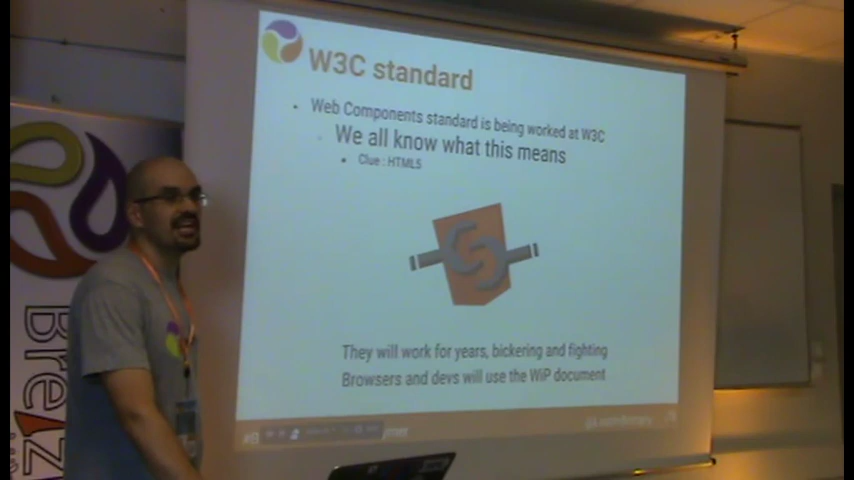 W3C standard
Web Components standard is being worked at W3C
We all know what this means
Clue : HTML5
They will work for years, bickering and fighting
Browsers and devs will use the WiP document
Breiz